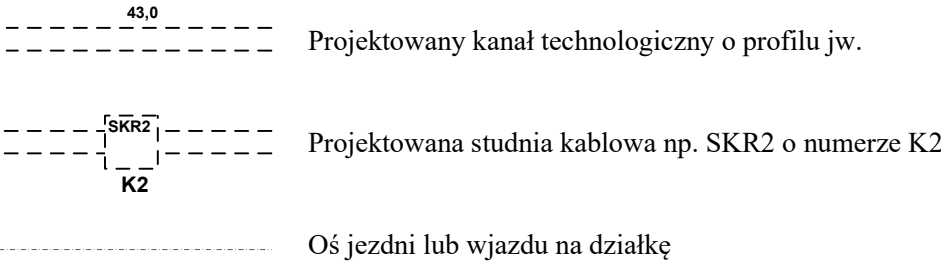 43,0
Projektowany kanał technologiczny o profilu jw.
SKR2
Projektowana studnia kablowa np. SKR2 o numerze K2
K2
Oś jezdni lub wjazdu na działkę